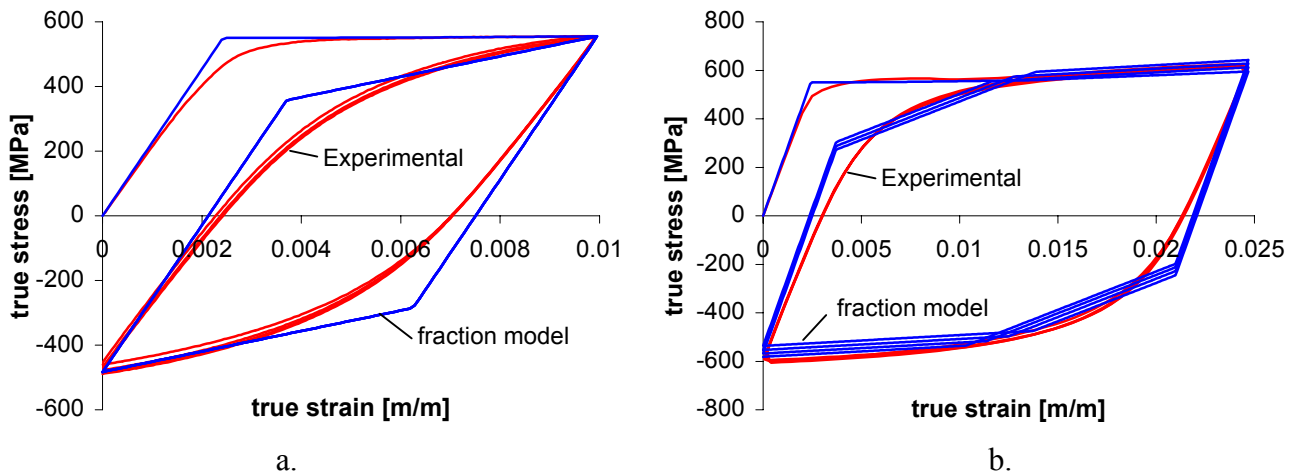 600
400
200
0
-200
-400
-600
0
0.002
0.004
0.006
0.008
0.01
true stress [MPa]
true strain [m/m]
Experimental
fraction model
a.
800
600
400
200
0
-200
-400
-600
-800
0
0.005
0.01
0.015
0.02
0.025
true stress [MPa]
true strain [m/m]
Experimental
fraction model
b.